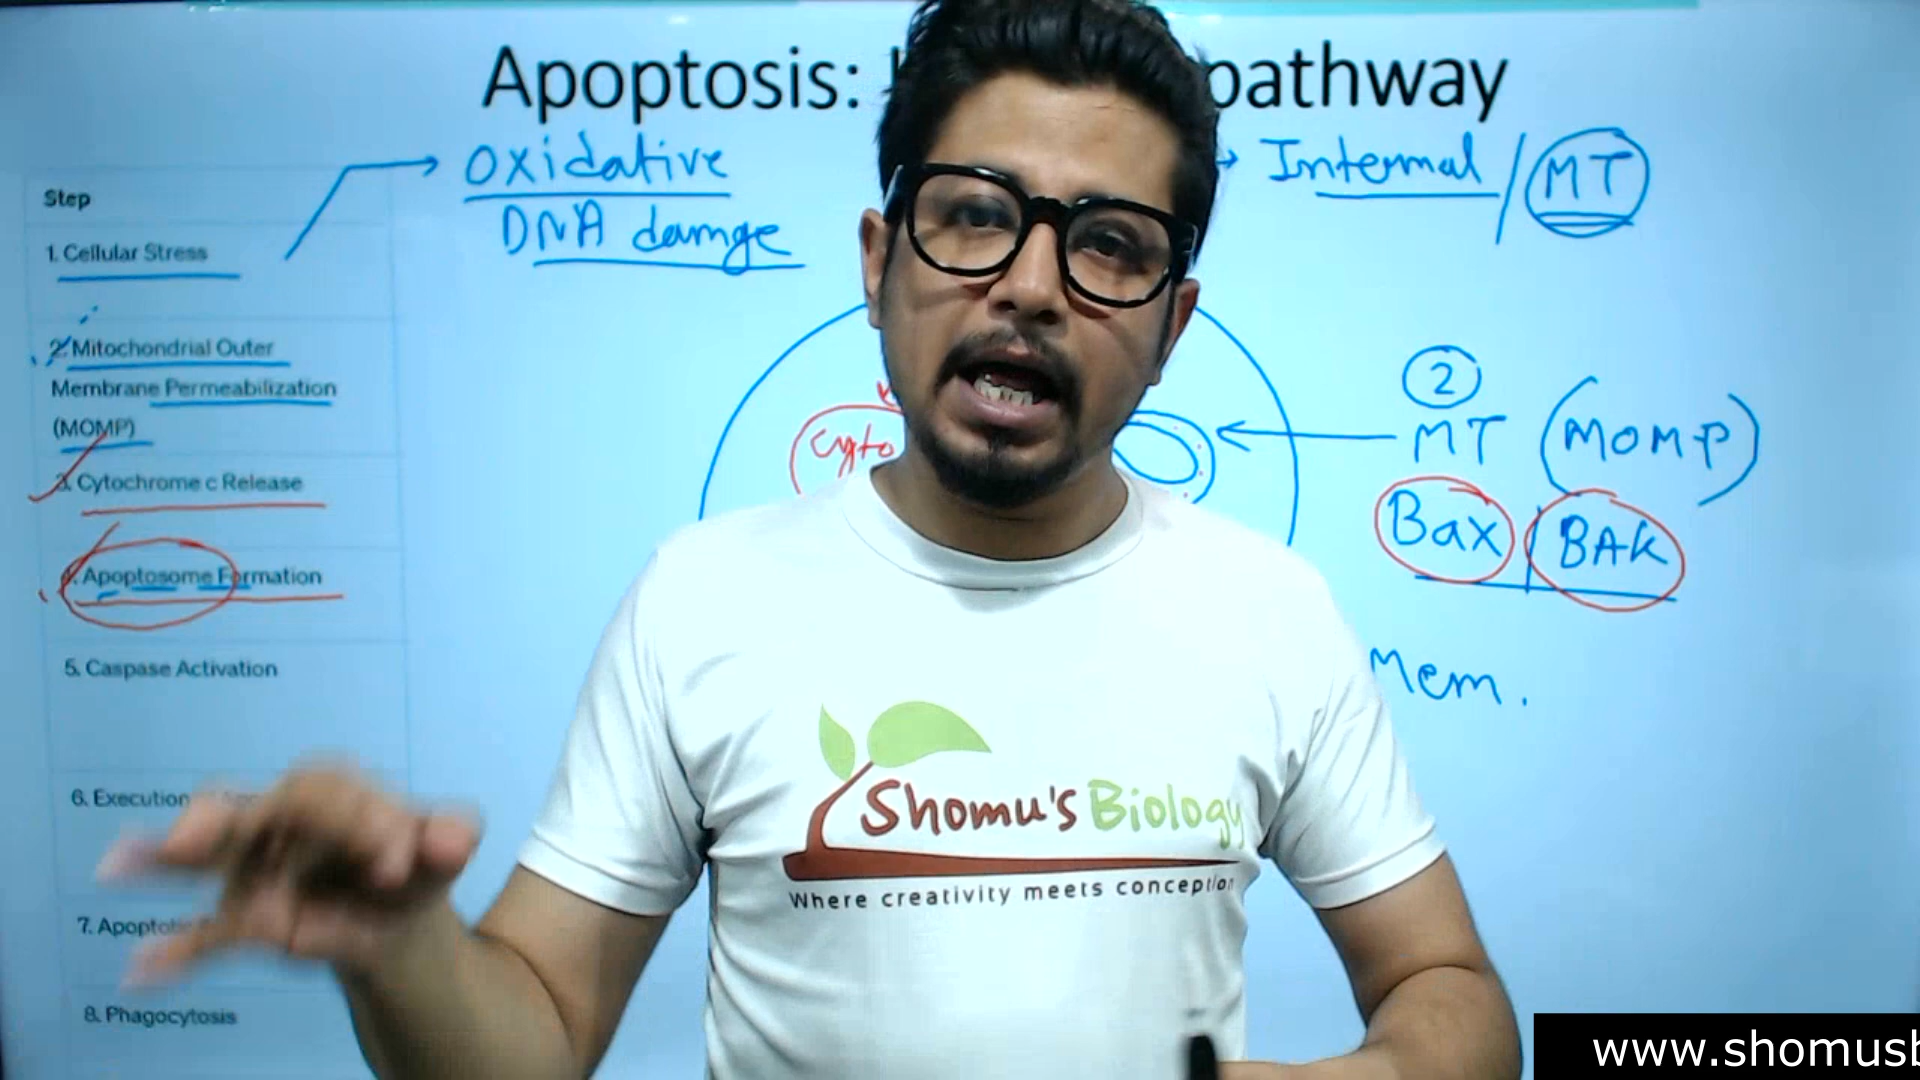 Apoptosis: pathway
oxidative
DNA damge
Internal / MT
Step
1. Cellular Stress
2. Mitochondrial Outer
Membrane Permeabilization
(MOMP)
3. Cytochrome c Release
4. Apoptosome Formation
5. Caspase Activation
6. Execution
7. Apoptotic
8. Phagocytosis
cyto
2
MT (MOMP)
Bax / BAK
Mem.
Shomu's Biology
Where creativity meets conception
www.shomusb